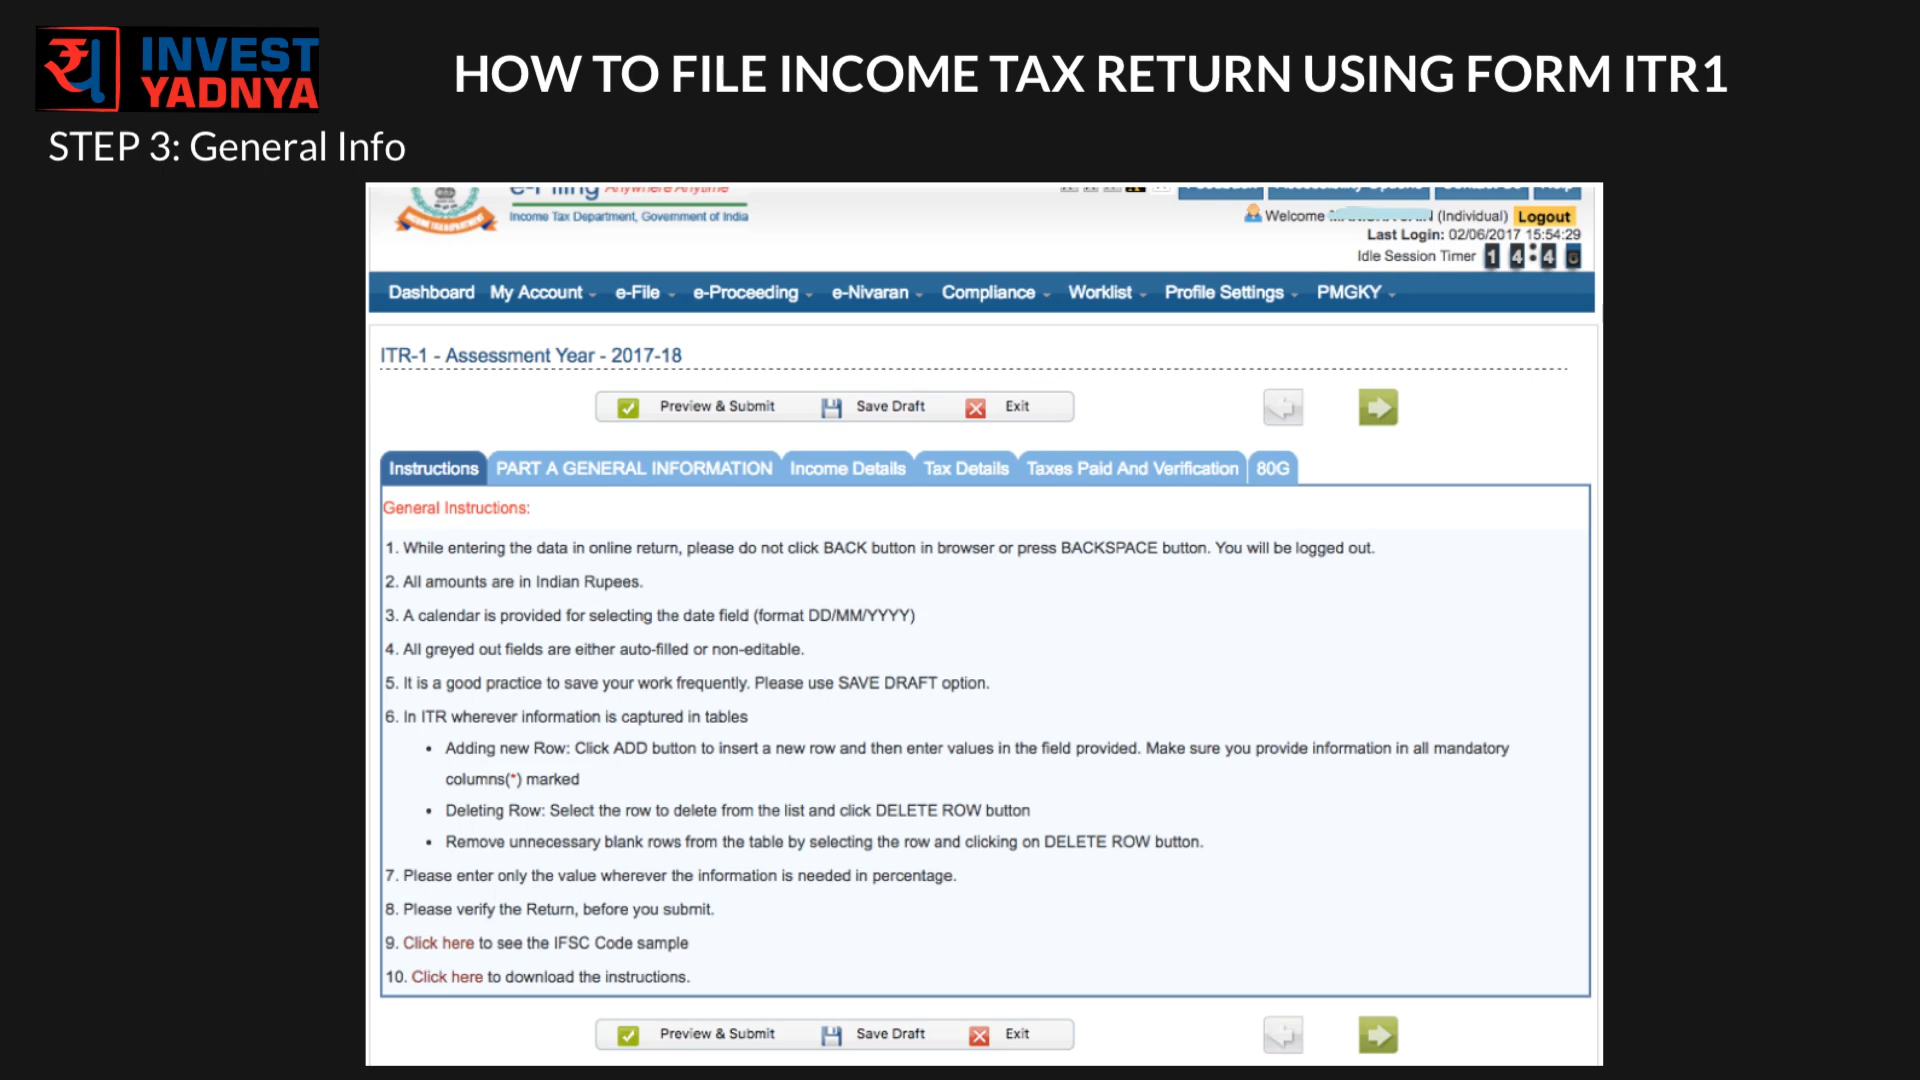 INVEST
YADNYA
HOW TO FILE INCOME TAX RETURN USING FORM ITR1
STEP 3: General Info
e-Filing Anywhere Anytime
Income Tax Department, Government of India
Welcome (Individual) Logout
Last Login: 02/06/2017 15:54:29
Idle Session Timer 1 4 : 4
Dashboard My Account e-File e-Proceeding e-Nivaran Compliance Worklist Profile Settings PMGKY
ITR-1 - Assessment Year - 2017-18
Preview & Submit Save Draft Exit
Instructions PART A GENERAL INFORMATION Income Details Tax Details Taxes Paid And Verification 80G
General Instructions:
1. While entering the data in online return, please do not click BACK button in browser or press BACKSPACE button. You will be logged out.
2. All amounts are in Indian Rupees.
3. A calendar is provided for selecting the date field (format DD/MM/YYYY)
4. All greyed out fields are either auto-filled or non-editable.
5. It is a good practice to save your work frequently. Please use SAVE DRAFT option.
6. In ITR wherever information is captured in tables
• Adding new Row: Click ADD button to insert a new row and then enter values in the field provided. Make sure you provide information in all mandatory
columns(*) marked
• Deleting Row: Select the row to delete from the list and click DELETE ROW button
• Remove unnecessary blank rows from the table by selecting the row and clicking on DELETE ROW button.
7. Please enter only the value wherever the information is needed in percentage.
8. Please verify the Return, before you submit.
9. Click here to see the IFSC Code sample
10. Click here to download the instructions.
Preview & Submit Save Draft Exit